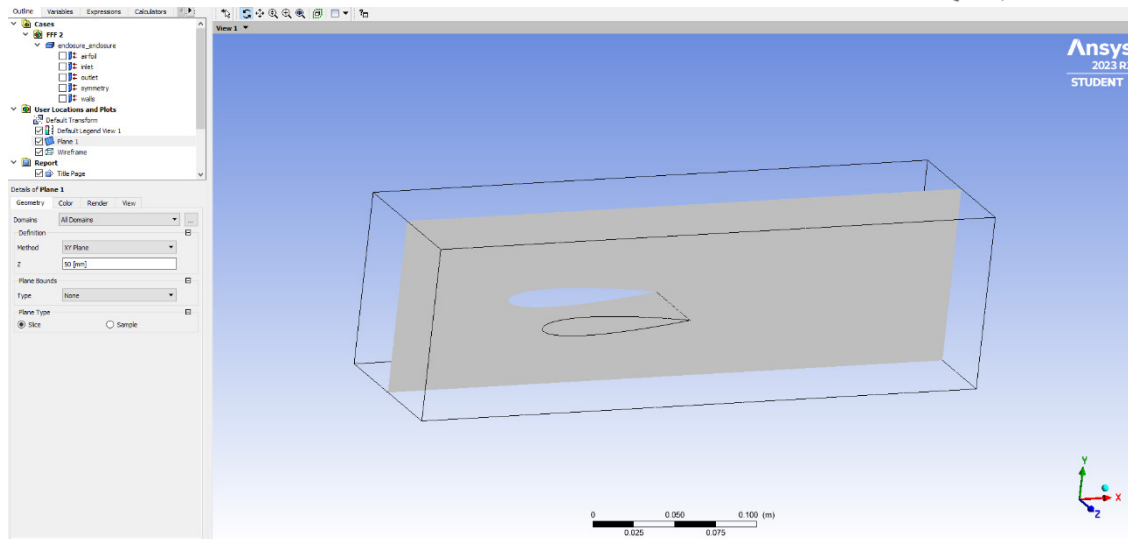 Outline Variables Expressions Calculators
Cases
FFF 2
enclosure_enclosure
airfoil
inlet
outlet
symmetry
walls
User Locations and Plots
Default Transform
Default Legend View 1
Plane 1
Wireframe
Report
Title Page
Details of Plane 1
Geometry Color Render View
Domains All Domains ...
Definition
Method XY Plane
Z 50 [mm]
Plane Bounds
Type None
Plane Type
Slice Sample
View 1
Ansys
2023
STUDENT
Y
X
Z
0 0.050 0.100 (m)
0.025 0.075